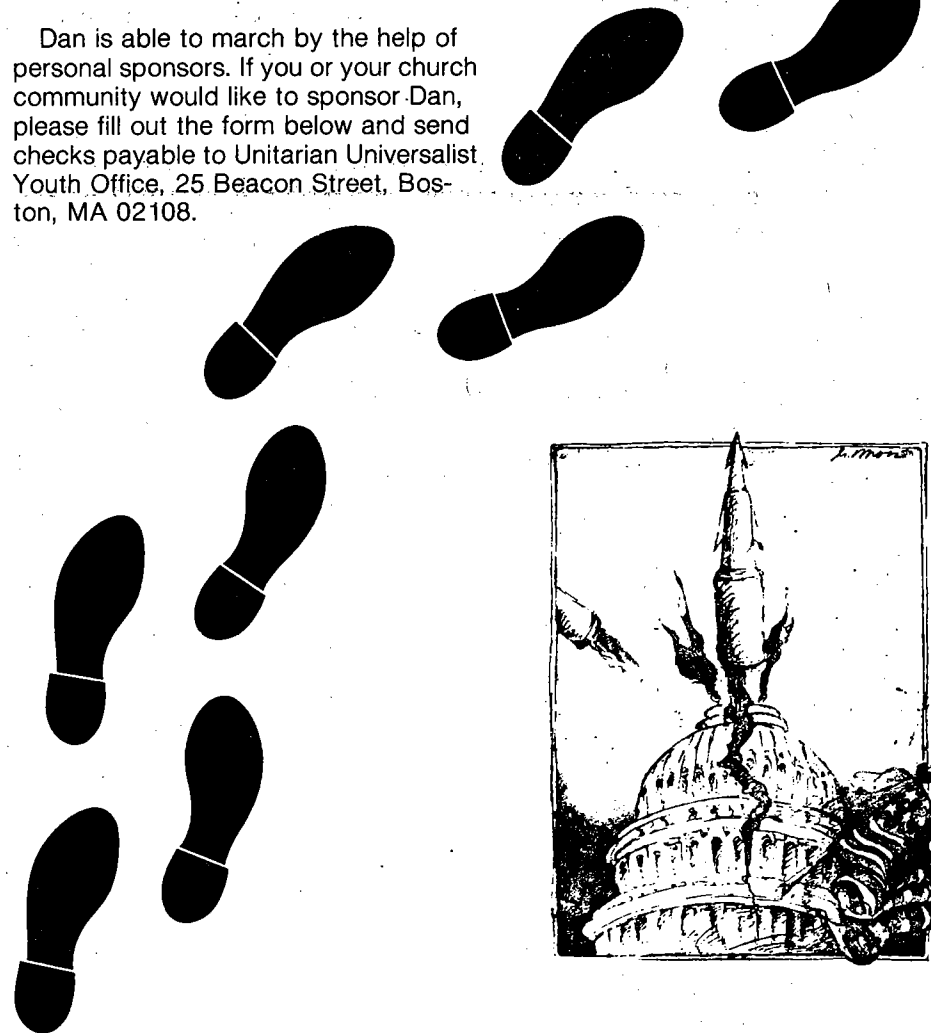 Dan is able to march by the help of
personal sponsors. If you or your church
community would like to sponsor Dan,
please fill out the form below and send
checks payable to Unitarian Universalist
Youth Office, 25 Beacon Street, Bos-
ton, MA 02108.